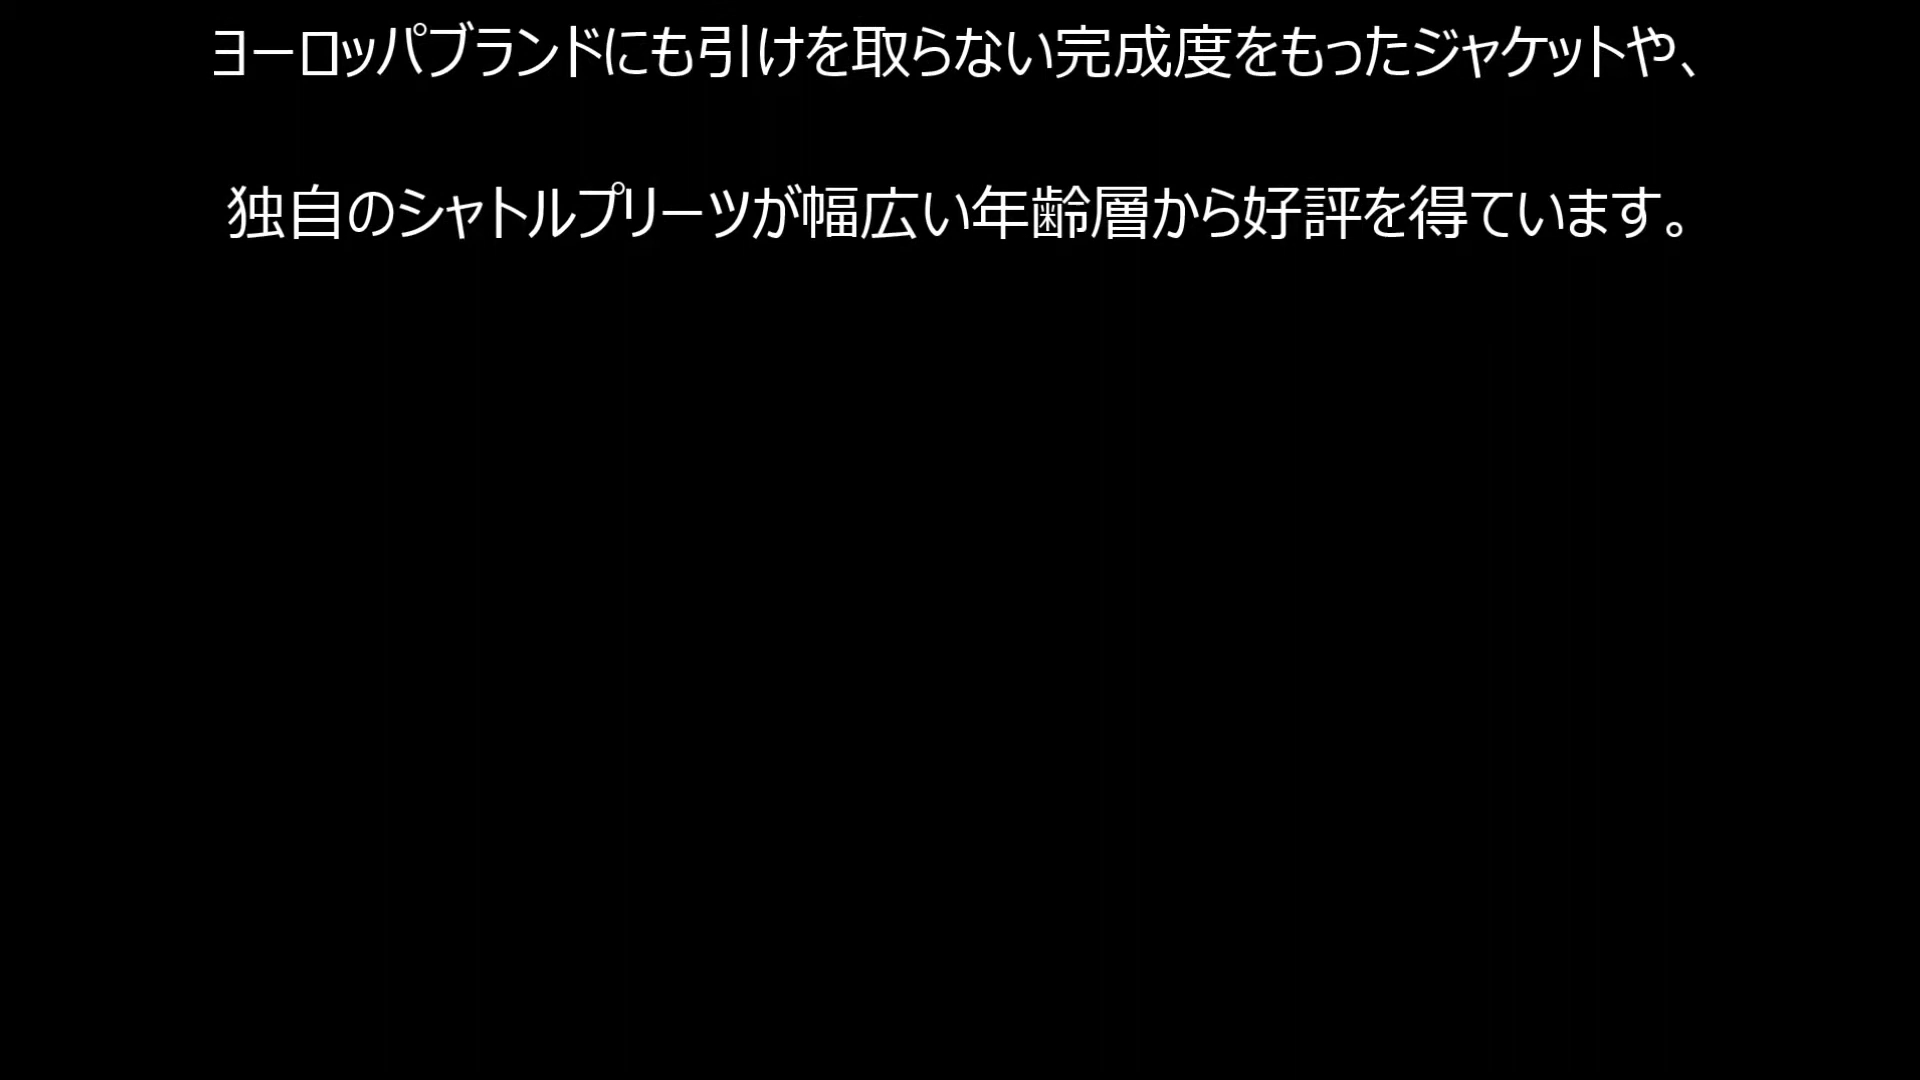 ヨーロッパブランドにも引けを取らない完成度をもったジャケットや、
独自のシャトルプリーツが幅広い年齢層から好評を得ています。